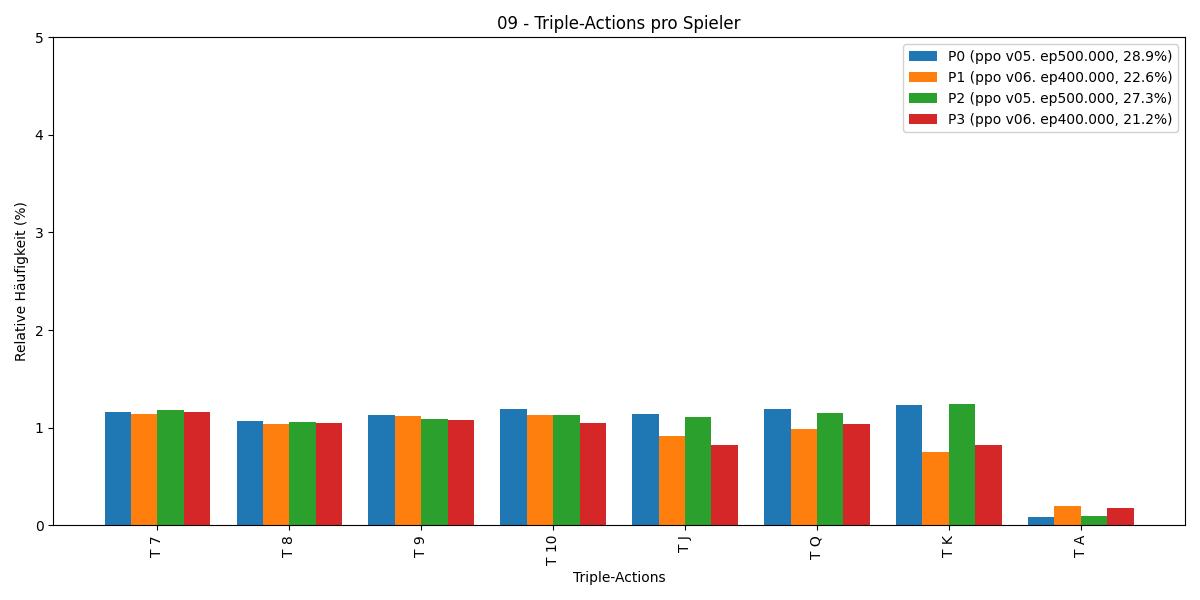 09 - Triple-Actions pro Spieler
P0 (ppo v05. ep500.000, 28.9%)
P1 (ppo v06. ep400.000, 22.6%)
P2 (ppo v05. ep500.000, 27.3%)
P3 (ppo v06. ep400.000, 21.2%)
Relative Häufigkeit (%)
5
4
3
2
1
0
T 7
T 8
T 9
T 10
T J
T Q
T K
T A
Triple-Actions